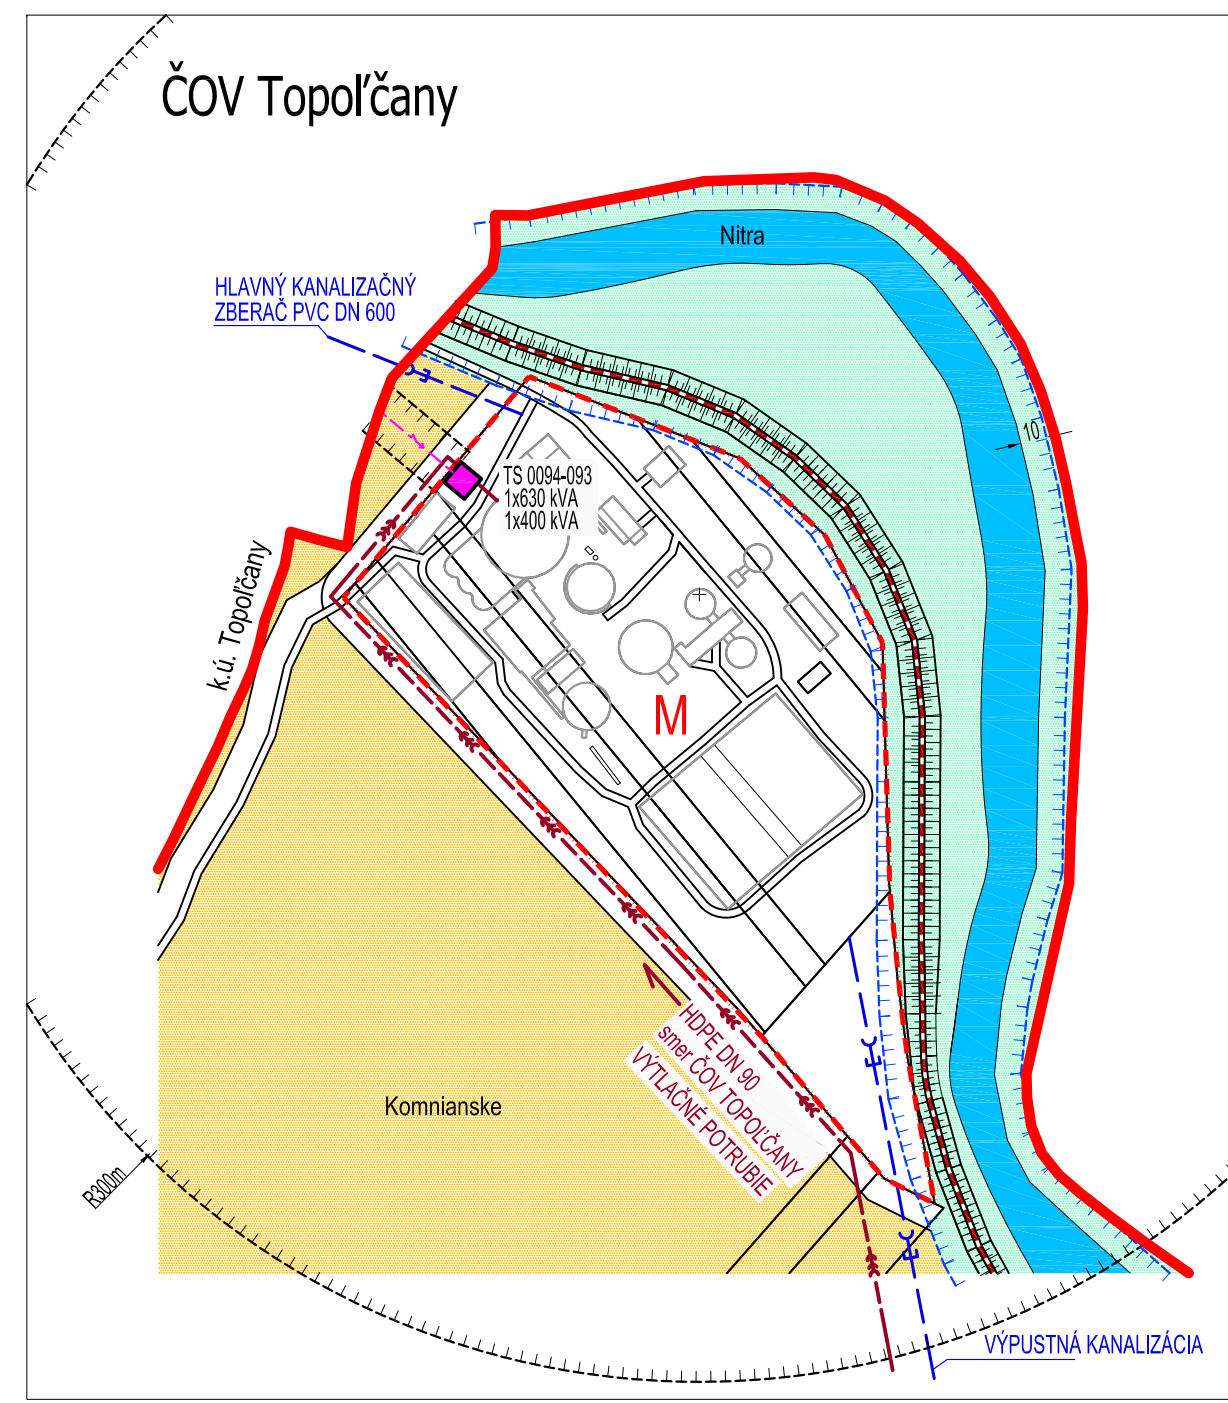 ČOV Topoľčany
Nitra
HLAVNÝ KANALIZAČNÝ
ZBERAČ PVC DN 600
10
TS 0094-093
1x630 kVA
1x400 kVA
k.ú. Topoľčany
M
HDPE DN 90
smer ČOV TOPOĽČANY
VÝTLAČNÉ POTRUBIE
Komnianske
R300m
VÝPUSTNÁ KANALIZÁCIA